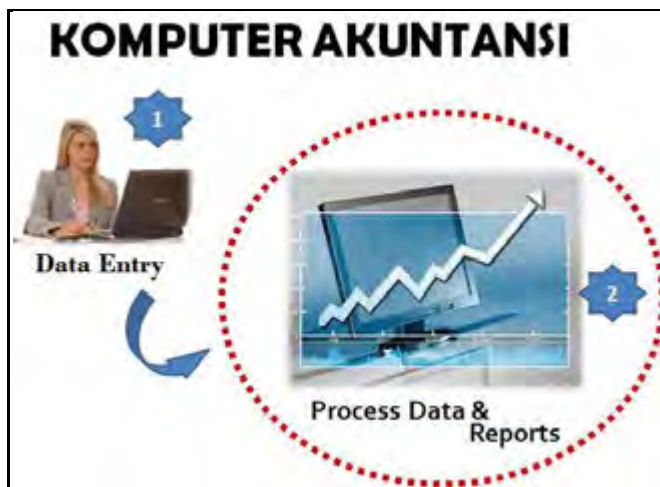 KOMPUTER AKUNTANSI
1
Data Entry
2
Process Data &
Reports